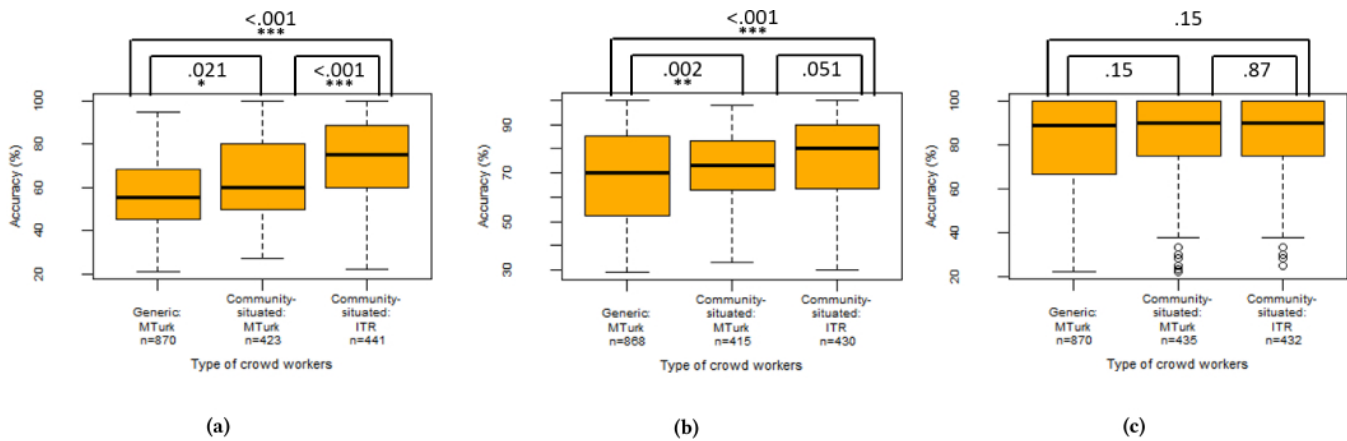 <.001
***
.021
*
<.001
***
Accuracy (%)
100
80
60
40
20
Generic:
MTurk
n=870
Community-
situated:
MTurk
n=423
Community-
situated:
ITR
n=441
Type of crowd workers
(a)
<.001
***
.002
**
.051
Accuracy (%)
90
70
50
30
Generic:
MTurk
n=868
Community-
situated:
MTurk
n=415
Community-
situated:
ITR
n=430
Type of crowd workers
(b)
.15
.15
.87
Accuracy (%)
100
80
60
40
20
Generic:
MTurk
n=870
Community-
situated:
MTurk
n=435
Community-
situated:
ITR
n=432
Type of crowd workers
(c)